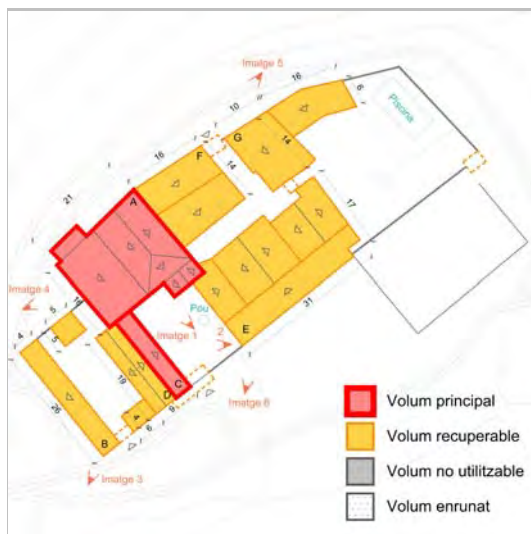 Imatge 5
16
10
6
Piscina
G
14
16
F
14
21
A
17
Imatge 4
18
5
4
5
Pou
Imatge 1
2
31
E
19
C
D
26
4
9
6
B
Imatge 6
Imatge 3
Volum principal
Volum recuperable
Volum no utilitzable
Volum enrunat